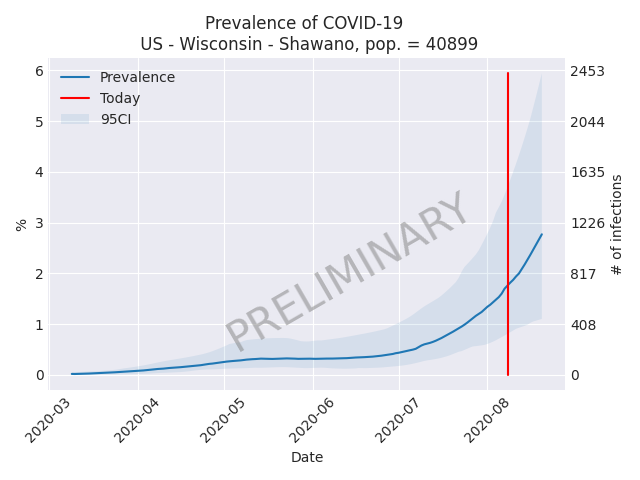 Prevalence of COVID-19
US - Wisconsin - Shawano, pop. = 40899
Prevalence
Today
95CI
6
5
4
3
2
1
0
%
2453
2044
1635
1226
817
408
0
# of infections
PRELIMINARY
2020-03
2020-04
2020-05
2020-06
2020-07
2020-08
Date